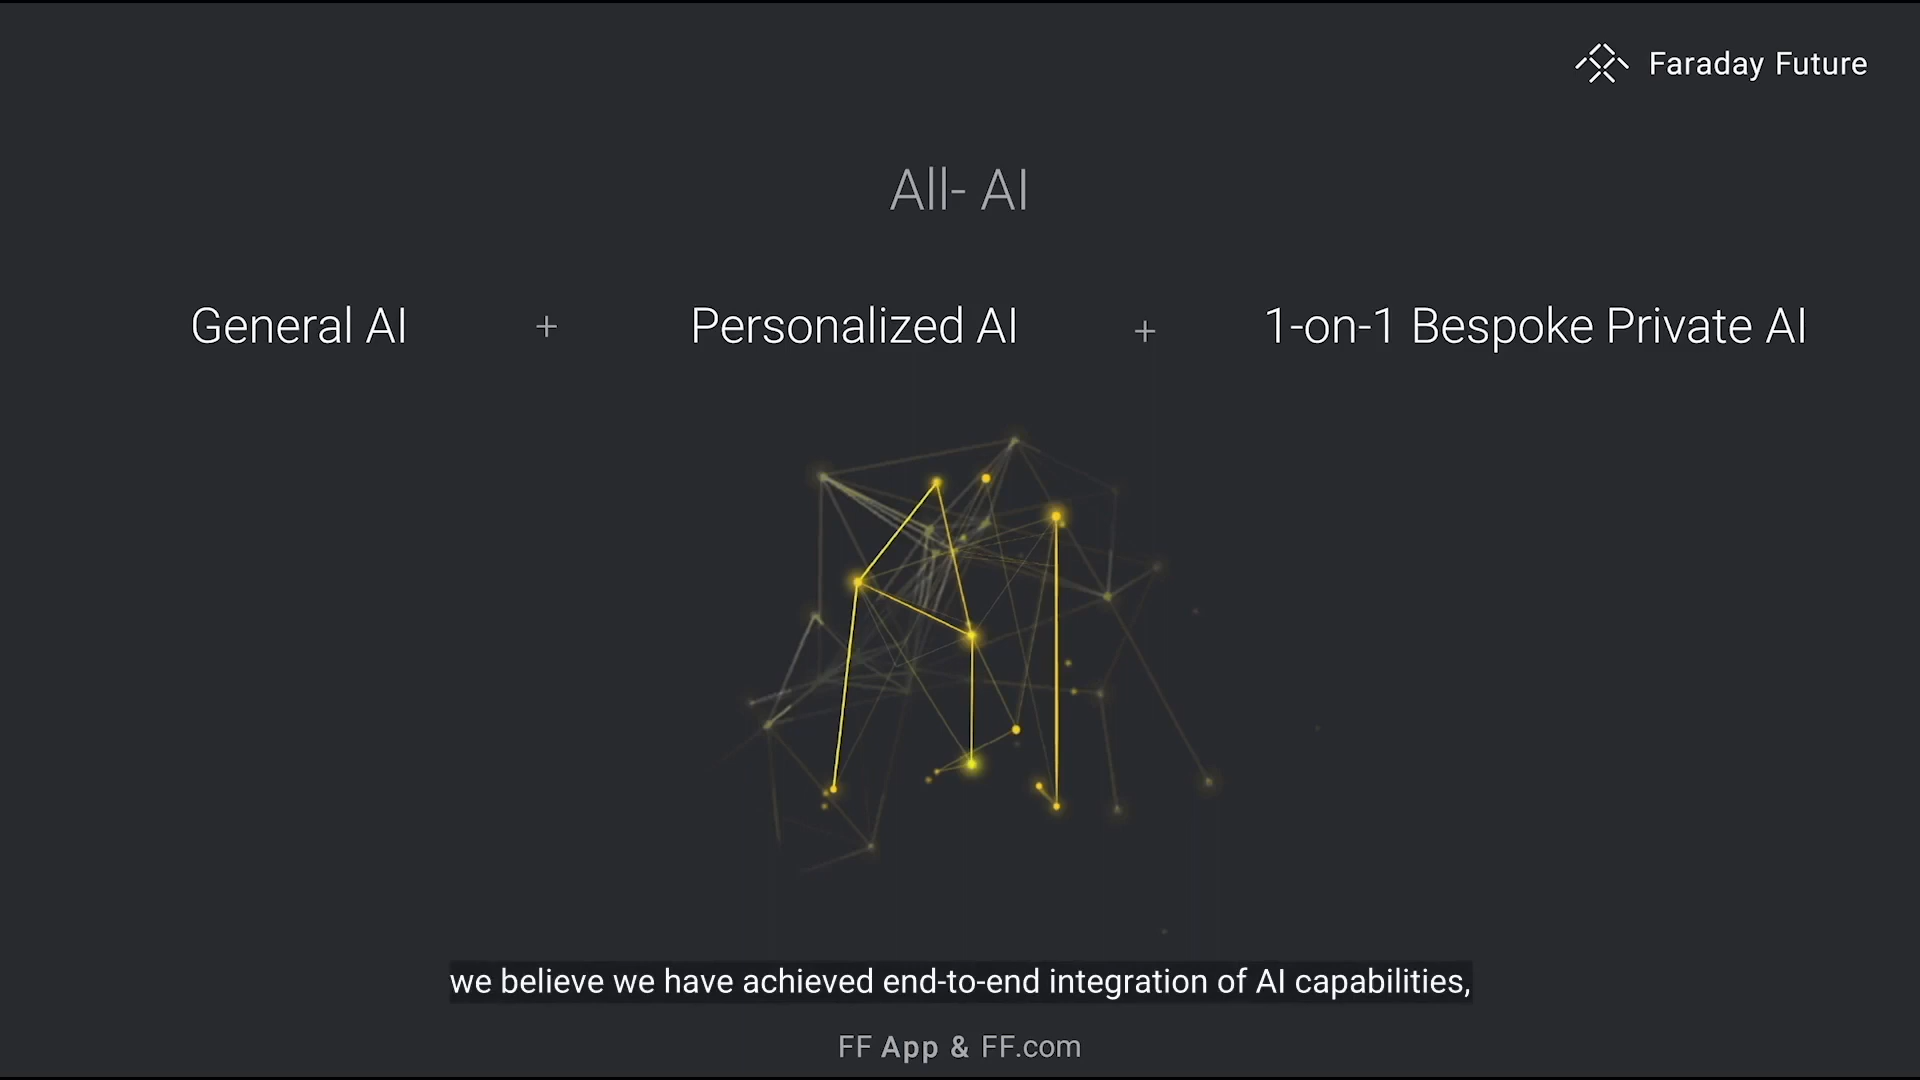 Faraday Future
All- AI
General AI + Personalized AI + 1-on-1 Bespoke Private AI
we believe we have achieved end-to-end integration of AI capabilities,
FF App & FF.com